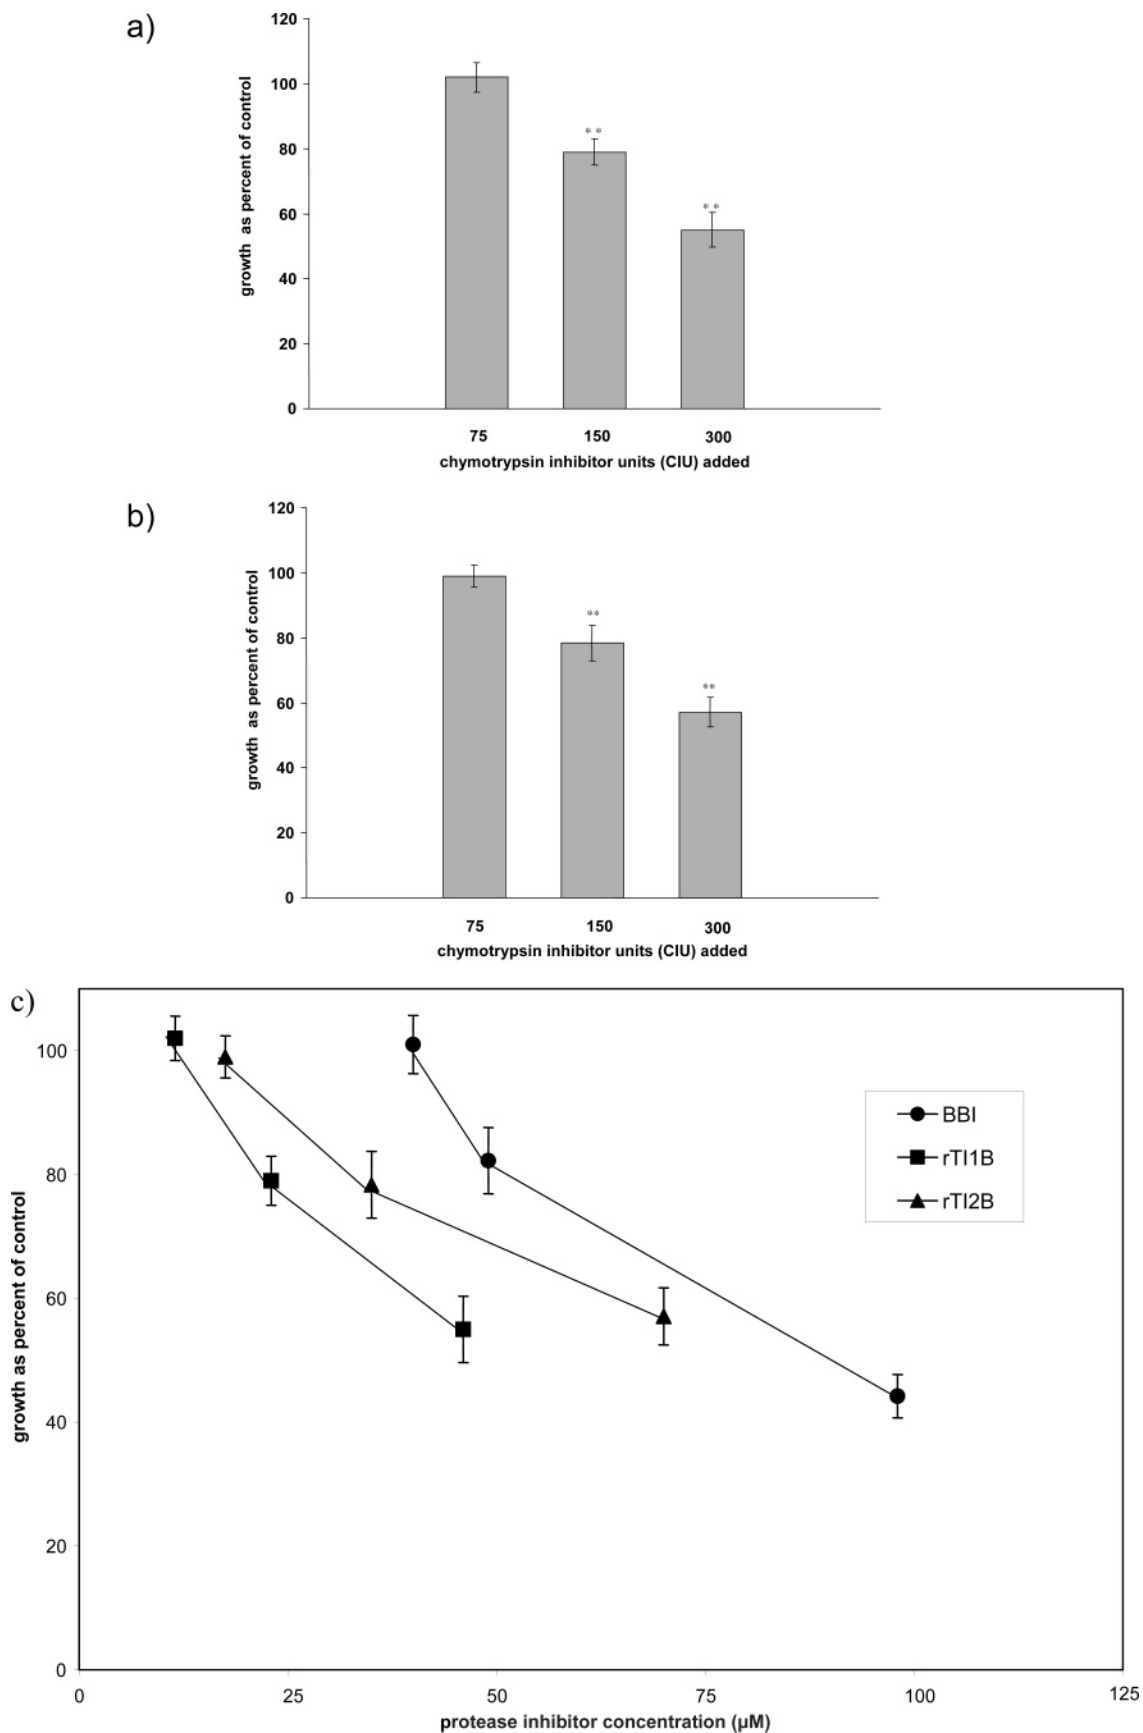 a)
growth as percent of control
120
100
80
60
40
20
0
**
**
75 150 300
chymotrypsin inhibitor units (CIU) added
b)
growth as percent of control
120
100
80
60
40
20
0
**
**
75 150 300
chymotrypsin inhibitor units (CIU) added
c)
growth as percent of control
100
80
60
40
20
0
BBI
rTI1B
rTI2B
0 25 50 75 100 125
protease inhibitor concentration (µM)